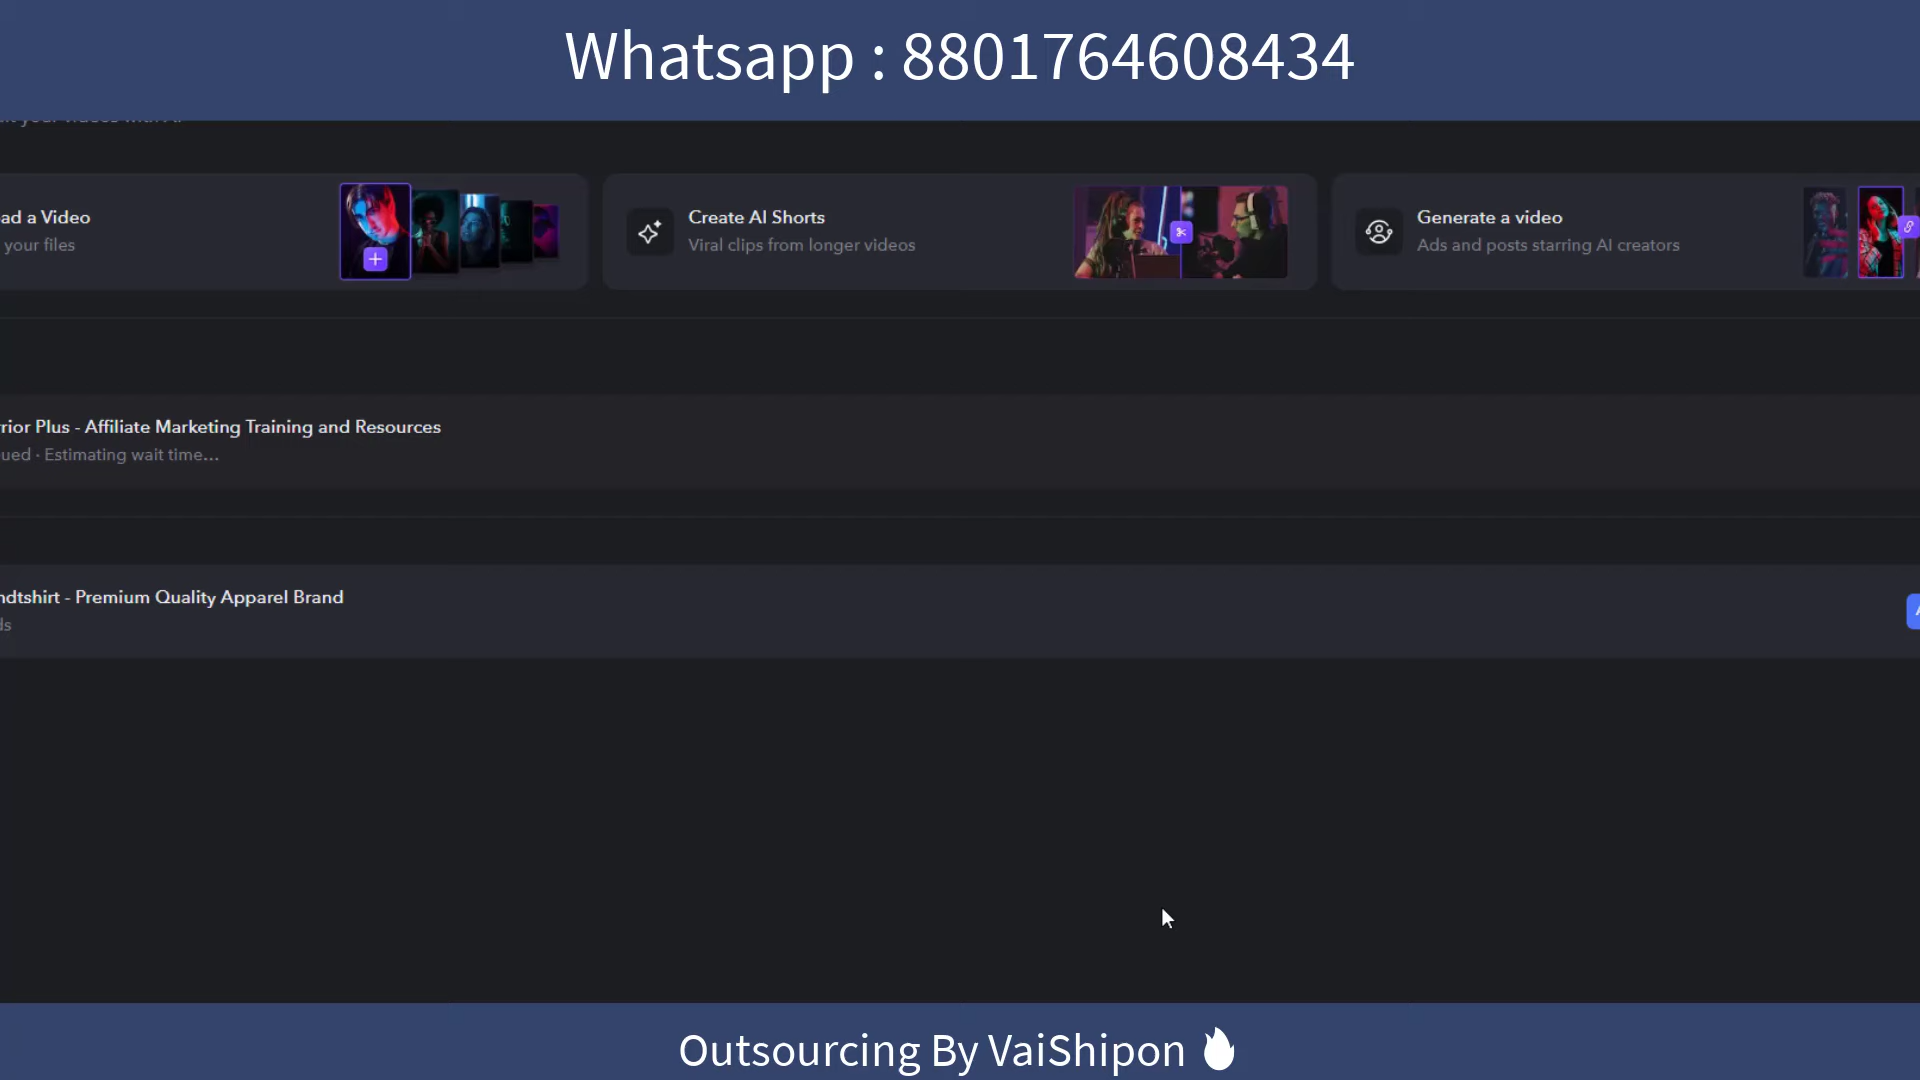 Whatsapp : 8801764608434
ad a Video
your files
Create AI Shorts
Viral clips from longer videos
Generate a video
Ads and posts starring AI creators
rior Plus - Affiliate Marketing Training and Resources
ued · Estimating wait time...
ndtshirt - Premium Quality Apparel Brand
ds
Outsourcing By VaiShipon